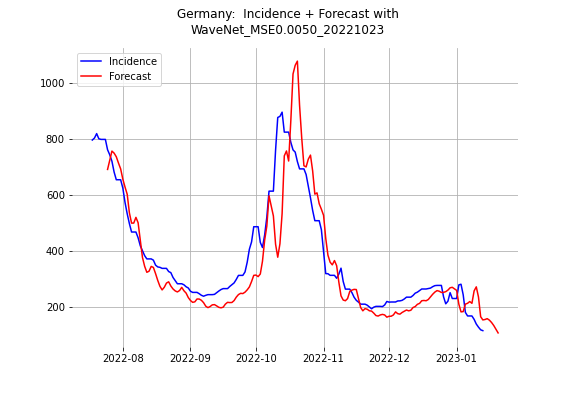 Germany:  Incidence + Forecast with
WaveNet_MSE0.0050_20221023
Incidence
Forecast
1000
800
600
400
200
2022-08 2022-09 2022-10 2022-11 2022-12 2023-01